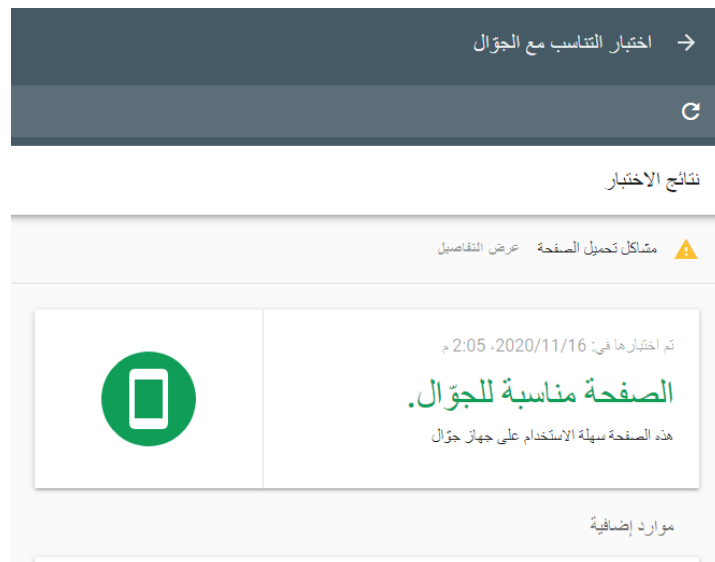 اختبار التناسب مع الجوّال
نتائج الاختبار
مشاكل تحميل الصفحة عرض التفاصيل
تم اختبارها في: 2020/11/16، 2:05 م
الصفحة مناسبة للجوّال.
هذه الصفحة سهلة الاستخدام على جهاز جوّال
موارد إضافية